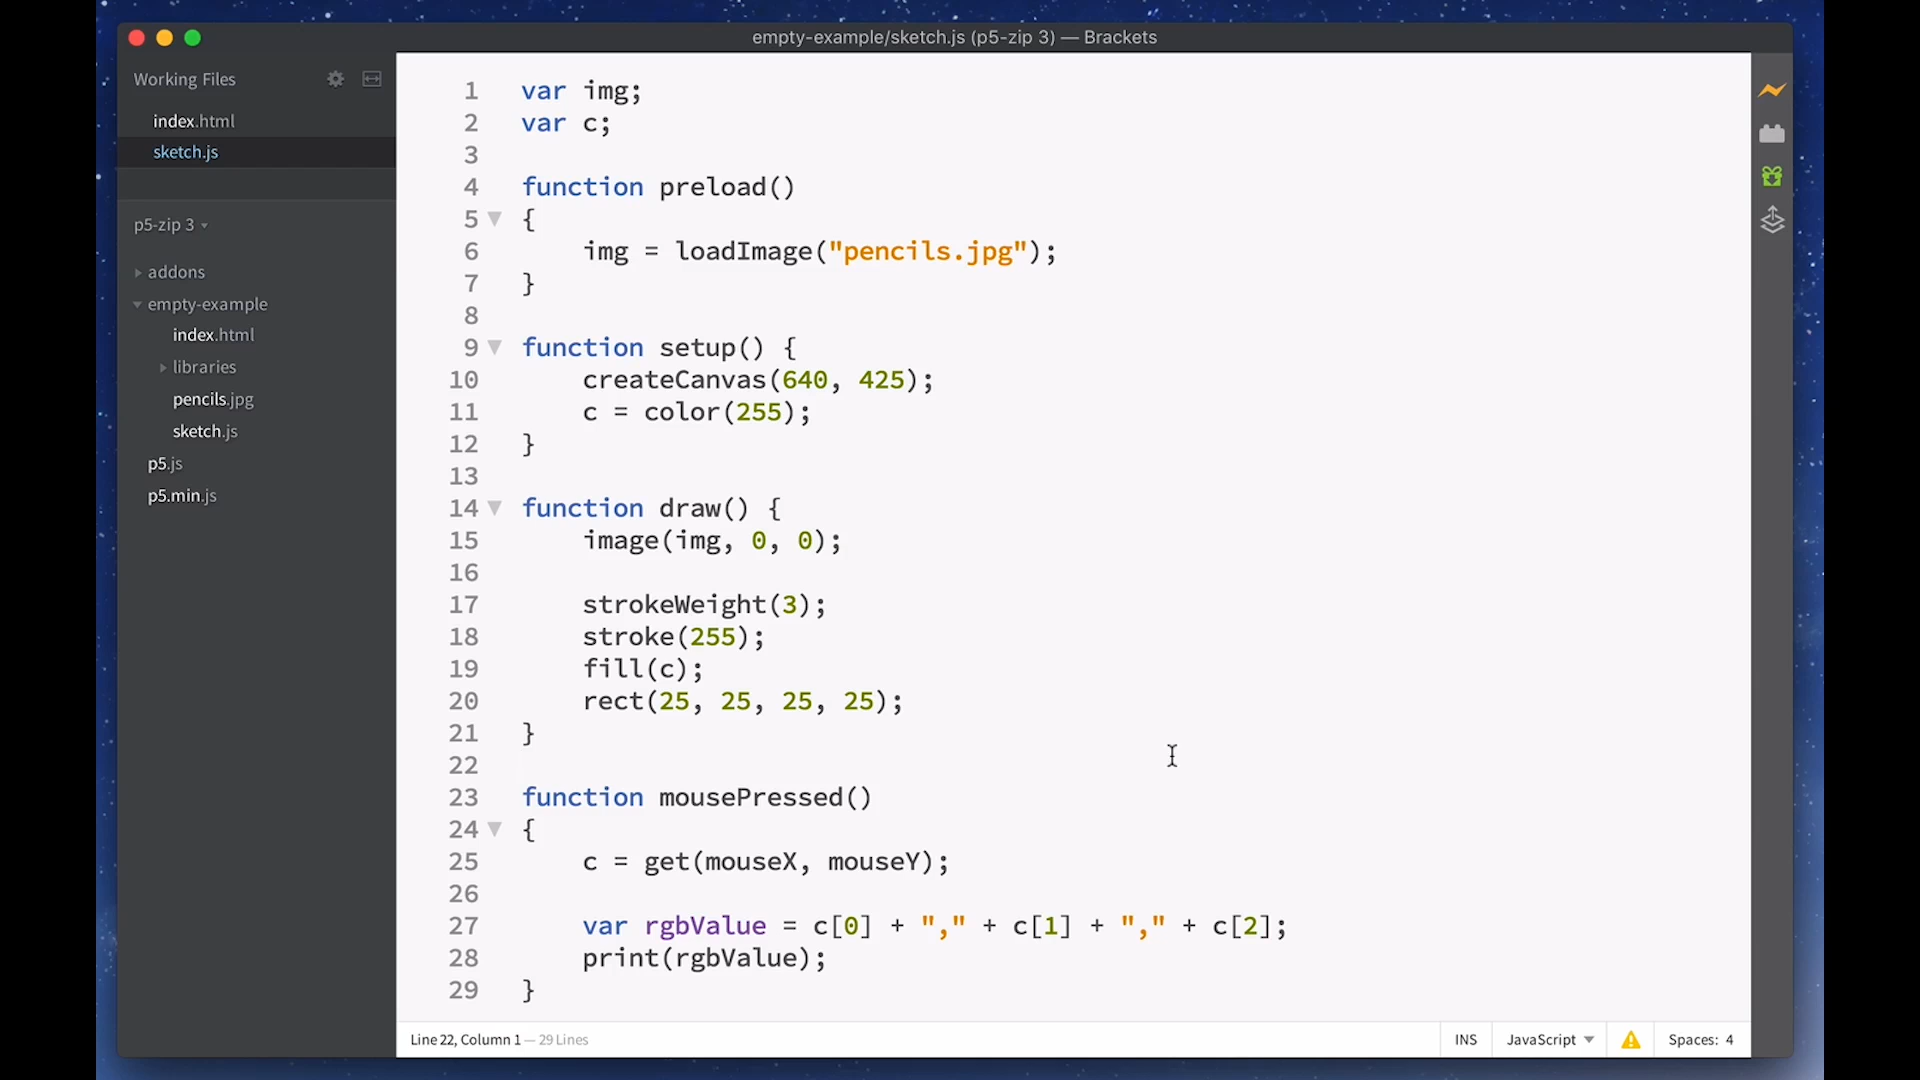 empty-example/sketch.js (p5-zip 3) — Brackets
Working Files
index.html
sketch.js
p5-zip 3
addons
empty-example
index.html
libraries
pencils.jpg
sketch.js
p5.js
p5.min.js
1 var img;
2 var c;
3
4 function preload()
5 {
6     img = loadImage("pencils.jpg");
7 }
8
9 function setup() {
10     createCanvas(640, 425);
11     c = color(255);
12 }
13
14 function draw() {
15     image(img, 0, 0);
16
17     strokeWeight(3);
18     stroke(255);
19     fill(c);
20     rect(25, 25, 25, 25);
21 }
22
23 function mousePressed()
24 {
25     c = get(mouseX, mouseY);
26
27     var rgbValue = c[0] + "," + c[1] + "," + c[2];
28     print(rgbValue);
29 }
Line 22, Column 1 — 29 Lines
INS
JavaScript
Spaces: 4